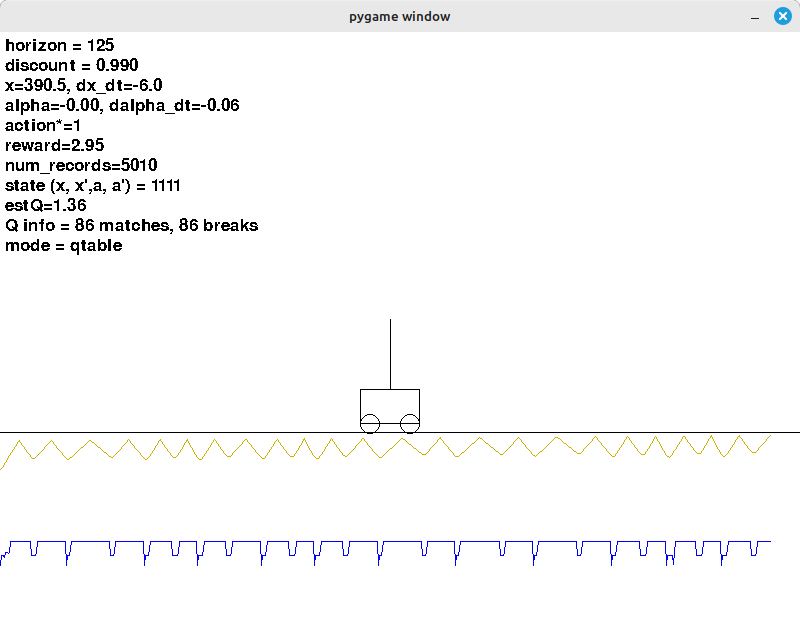 pygame window
horizon = 125
discount = 0.990
x=390.5, dx_dt=-6.0
alpha=-0.00, dalpha_dt=-0.06
action*=1
reward=2.95
num_records=5010
state (x, x',a, a') = 1111
estQ=1.36
Q info = 86 matches, 86 breaks
mode = qtable